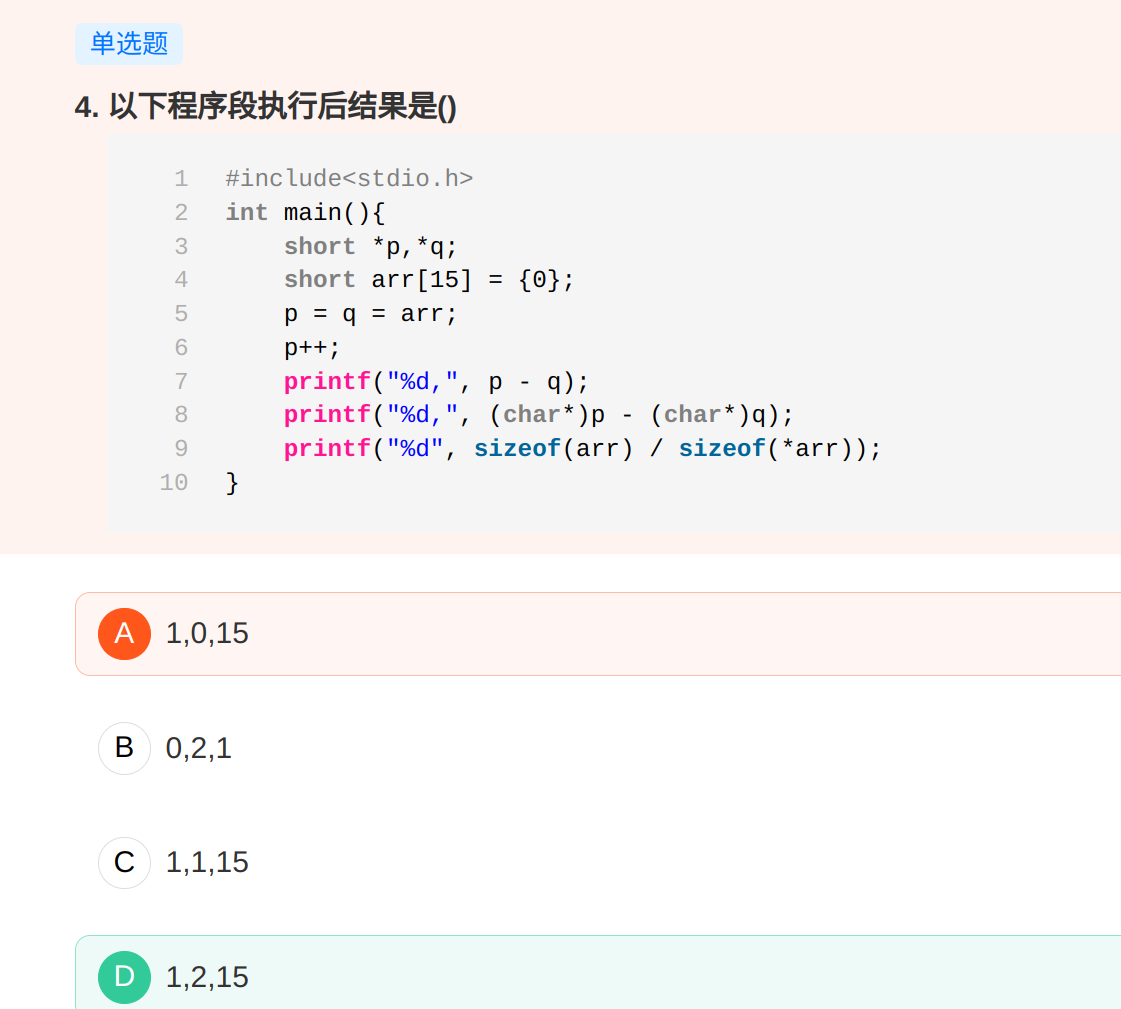 单选题
4. 以下程序段执行后结果是()
1 #include<stdio.h>
2 int main(){
3     short *p,*q;
4     short arr[15] = {0};
5     p = q = arr;
6     p++;
7     printf("%d,", p - q);
8     printf("%d,", (char*)p - (char*)q);
9     printf("%d", sizeof(arr) / sizeof(*arr));
10 }
A 1,0,15
B 0,2,1
C 1,1,15
D 1,2,15